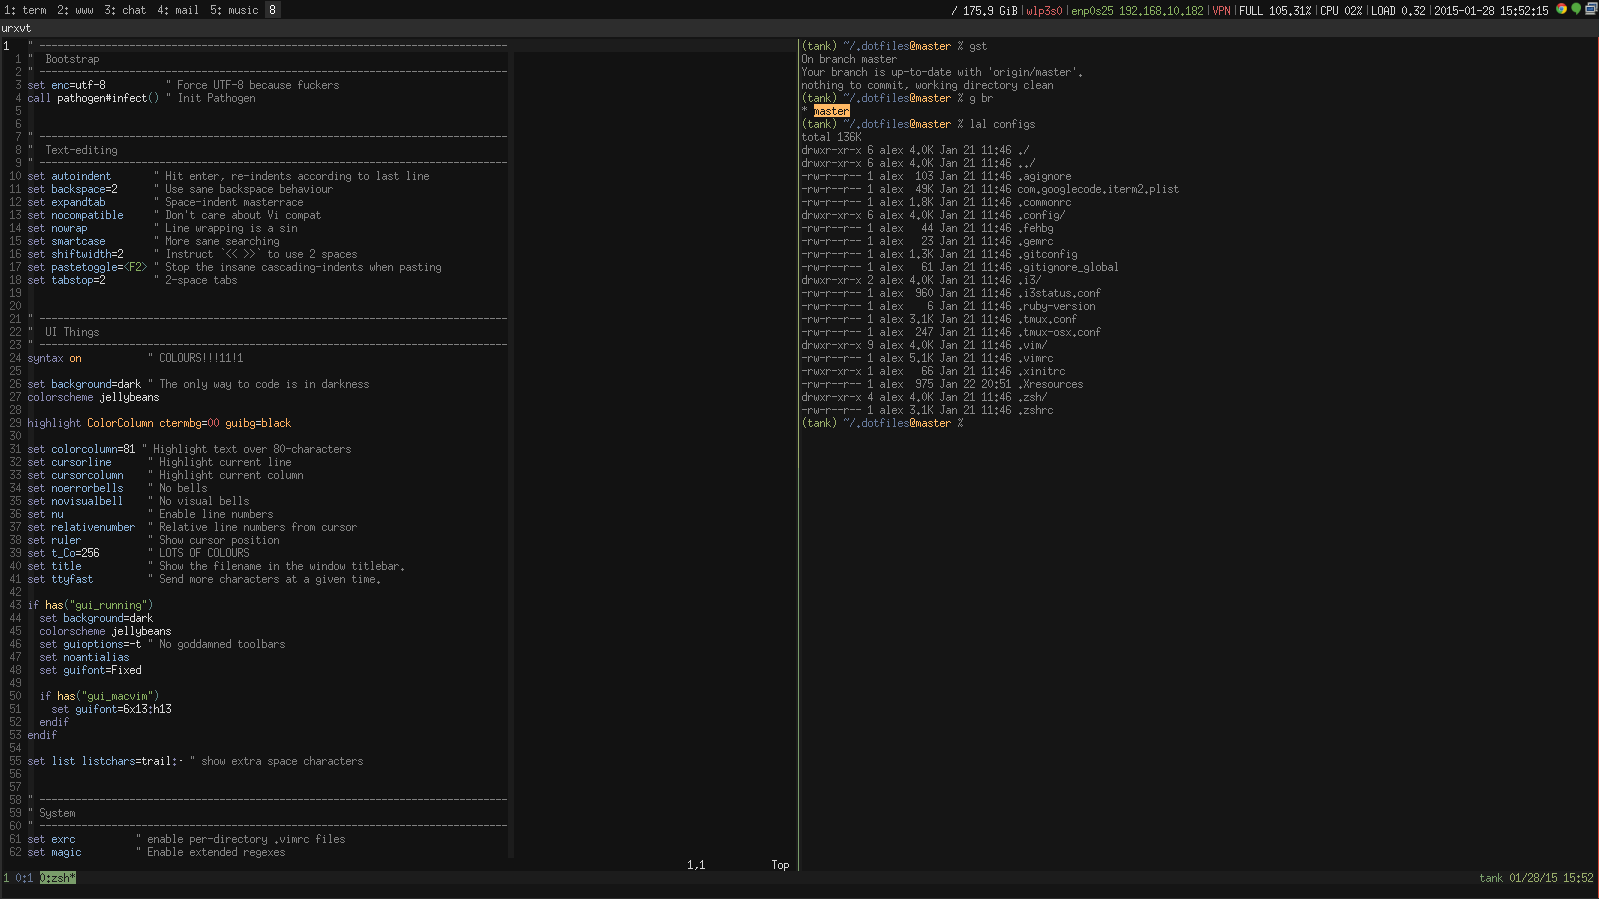 1: term 2: www 3: chat 4: mail 5: music 8
/ 175.9 GiB|wlp3s0|enp0s25 192.168.10.182|VPN|FULL 105.31%|CPU 02%|LOAD 0.32|2015-01-28 15:52:15
urxvt
1 " ------------------------------------------------------------------------------
1 "  Bootstrap
2 " ------------------------------------------------------------------------------
3 set enc=utf-8          " Force UTF-8 because fuckers
4 call pathogen#infect() " Init Pathogen
5
6
7 " ------------------------------------------------------------------------------
8 "  Text-editing
9 " ------------------------------------------------------------------------------
10 set autoindent       " Hit enter, re-indents according to last line
11 set backspace=2      " Use sane backspace behaviour
12 set expandtab        " Space-indent masterrace
13 set nocompatible     " Don't care about Vi compat
14 set nowrap           " Line wrapping is a sin
15 set smartcase        " More sane searching
16 set shiftwidth=2     " Instruct `<< >>` to use 2 spaces
17 set pastetoggle=<F2> " Stop the insane cascading-indents when pasting
18 set tabstop=2        " 2-space tabs
19
20
21 " ------------------------------------------------------------------------------
22 "  UI Things
23 " ------------------------------------------------------------------------------
24 syntax on           " COLOURS!!!11!1
25
26 set background=dark " The only way to code is in darkness
27 colorscheme jellybeans
28
29 highlight ColorColumn ctermbg=00 guibg=black
30
31 set colorcolumn=81 " Highlight text over 80-characters
32 set cursorline      " Highlight current line
33 set cursorcolumn    " Highlight current column
34 set noerrorbells    " No bells
35 set novisualbell    " No visual bells
36 set nu              " Enable line numbers
37 set relativenumber  " Relative line numbers from cursor
38 set ruler           " Show cursor position
39 set t_Co=256        " LOTS OF COLOURS
40 set title           " Show the filename in the window titlebar.
41 set ttyfast         " Send more characters at a given time.
42
43 if has("gui_running")
44   set background=dark
45   colorscheme jellybeans
46   set guioptions=-t " No goddamned toolbars
47   set noantialias
48   set guifont=Fixed
49
50   if has("gui_macvim")
51     set guifont=6x13:h13
52   endif
53 endif
54
55 set list listchars=trail:· " show extra space characters
56
57
58 " ------------------------------------------------------------------------------
59 " System
60 " ------------------------------------------------------------------------------
61 set exrc          " enable per-directory .vimrc files
62 set magic         " Enable extended regexes
1,1           Top
(tank) ~/.dotfiles@master % gst
On branch master
Your branch is up-to-date with 'origin/master'.
nothing to commit, working directory clean
(tank) ~/.dotfiles@master % g br
* master
(tank) ~/.dotfiles@master % lal configs
total 136K
drwxr-xr-x 6 alex 4.0K Jan 21 11:46 ./
drwxr-xr-x 6 alex 4.0K Jan 21 11:46 ../
-rw-r--r-- 1 alex  103 Jan 21 11:46 .agignore
-rw-r--r-- 1 alex  49K Jan 21 11:46 com.googlecode.iterm2.plist
-rw-r--r-- 1 alex 1.8K Jan 21 11:46 .commonrc
drwxr-xr-x 6 alex 4.0K Jan 21 11:46 .config/
-rw-r--r-- 1 alex   44 Jan 21 11:46 .fehbg
-rw-r--r-- 1 alex   23 Jan 21 11:46 .gemrc
-rw-r--r-- 1 alex 1.3K Jan 21 11:46 .gitconfig
-rw-r--r-- 1 alex   61 Jan 21 11:46 .gitignore_global
drwxr-xr-x 2 alex 4.0K Jan 21 11:46 .i3/
-rw-r--r-- 1 alex  960 Jan 21 11:46 .i3status.conf
-rw-r--r-- 1 alex    6 Jan 21 11:46 .ruby-version
-rw-r--r-- 1 alex 3.1K Jan 21 11:46 .tmux.conf
-rw-r--r-- 1 alex  247 Jan 21 11:46 .tmux-osx.conf
drwxr-xr-x 9 alex 4.0K Jan 21 11:46 .vim/
-rw-r--r-- 1 alex 5.1K Jan 21 11:46 .vimrc
-rwxr-xr-x 1 alex   66 Jan 21 11:46 .xinitrc
-rw-r--r-- 1 alex  975 Jan 22 20:51 .Xresources
drwxr-xr-x 4 alex 4.0K Jan 21 11:46 .zsh/
-rw-r--r-- 1 alex 3.1K Jan 21 11:46 .zshrc
(tank) ~/.dotfiles@master %
1 0:1 0:zsh*
tank 01/28/15 15:52